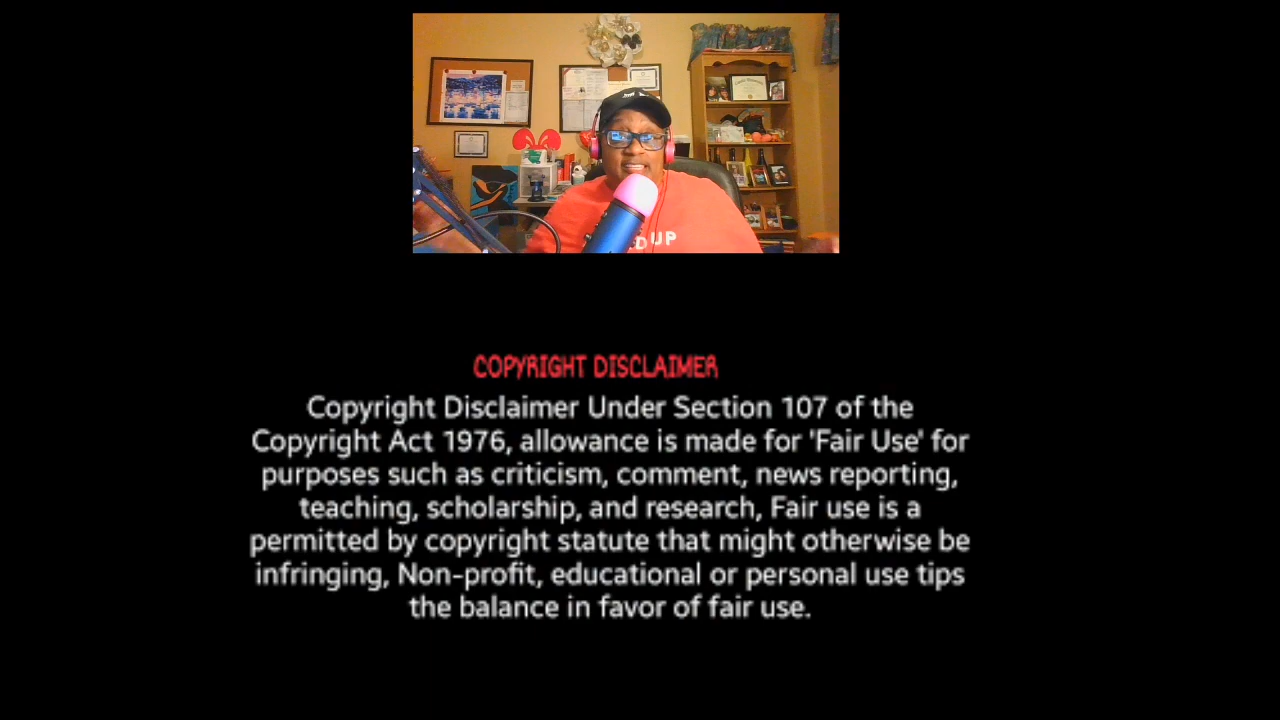 D UP
COPYRIGHT DISCLAIMER
Copyright Disclaimer Under Section 107 of the
Copyright Act 1976, allowance is made for 'Fair Use' for
purposes such as criticism, comment, news reporting,
teaching, scholarship, and research, Fair use is a
permitted by copyright statute that might otherwise be
infringing, Non-profit, educational or personal use tips
the balance in favor of fair use.